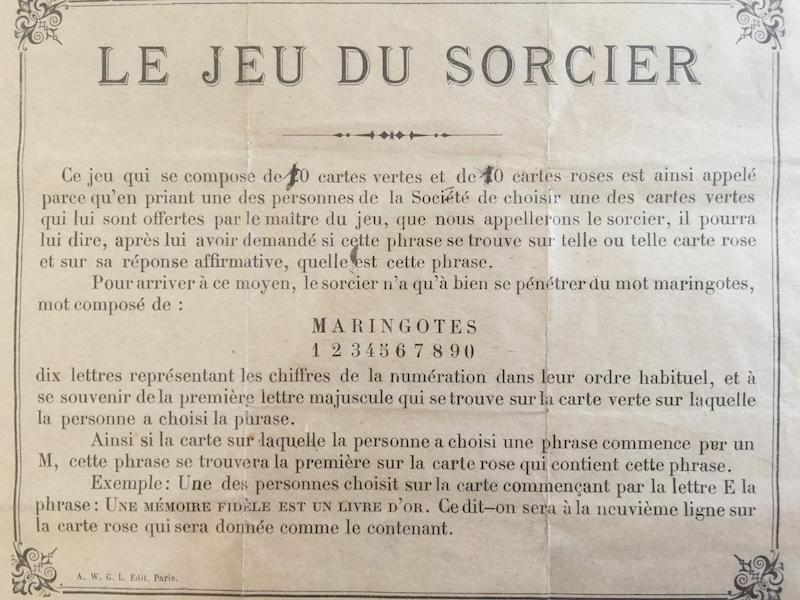 LE JEU DU SORCIER
Ce jeu qui se compose de 10 cartes vertes et de 10 cartes roses est ainsi appelé
parce qu'en priant une des personnes de la Société de choisir une des cartes vertes
qui lui sont offertes par le maître du jeu, que nous appellerons le sorcier, il pourra
lui dire, après lui avoir demandé si cette phrase se trouve sur telle ou telle carte rose
et sur sa réponse affirmative, quelle est cette phrase.
Pour arriver à ce moyen, le sorcier n'a qu'à bien se pénétrer du mot maringotes,
mot composé de :
MARINGOTES
1 2 3 4 5 6 7 8 9 0
dix lettres représentant les chiffres de la numération dans leur ordre habituel, et à
se souvenir de la première lettre majuscule qui se trouve sur la carte verte sur laquelle
la personne a choisi la phrase.
Ainsi si la carte sur laquelle la personne a choisi une phrase commence par un
M, cette phrase se trouvera la première sur la carte rose qui contient cette phrase.
Exemple : Une des personnes choisit sur la carte commençant par la lettre E la
phrase : UNE MÉMOIRE FIDÈLE EST UN LIVRE D'OR. Ce dit-on sera à la neuvième ligne sur
la carte rose qui sera donnée comme le contenant.
A. W. G. L. Edit. Paris.